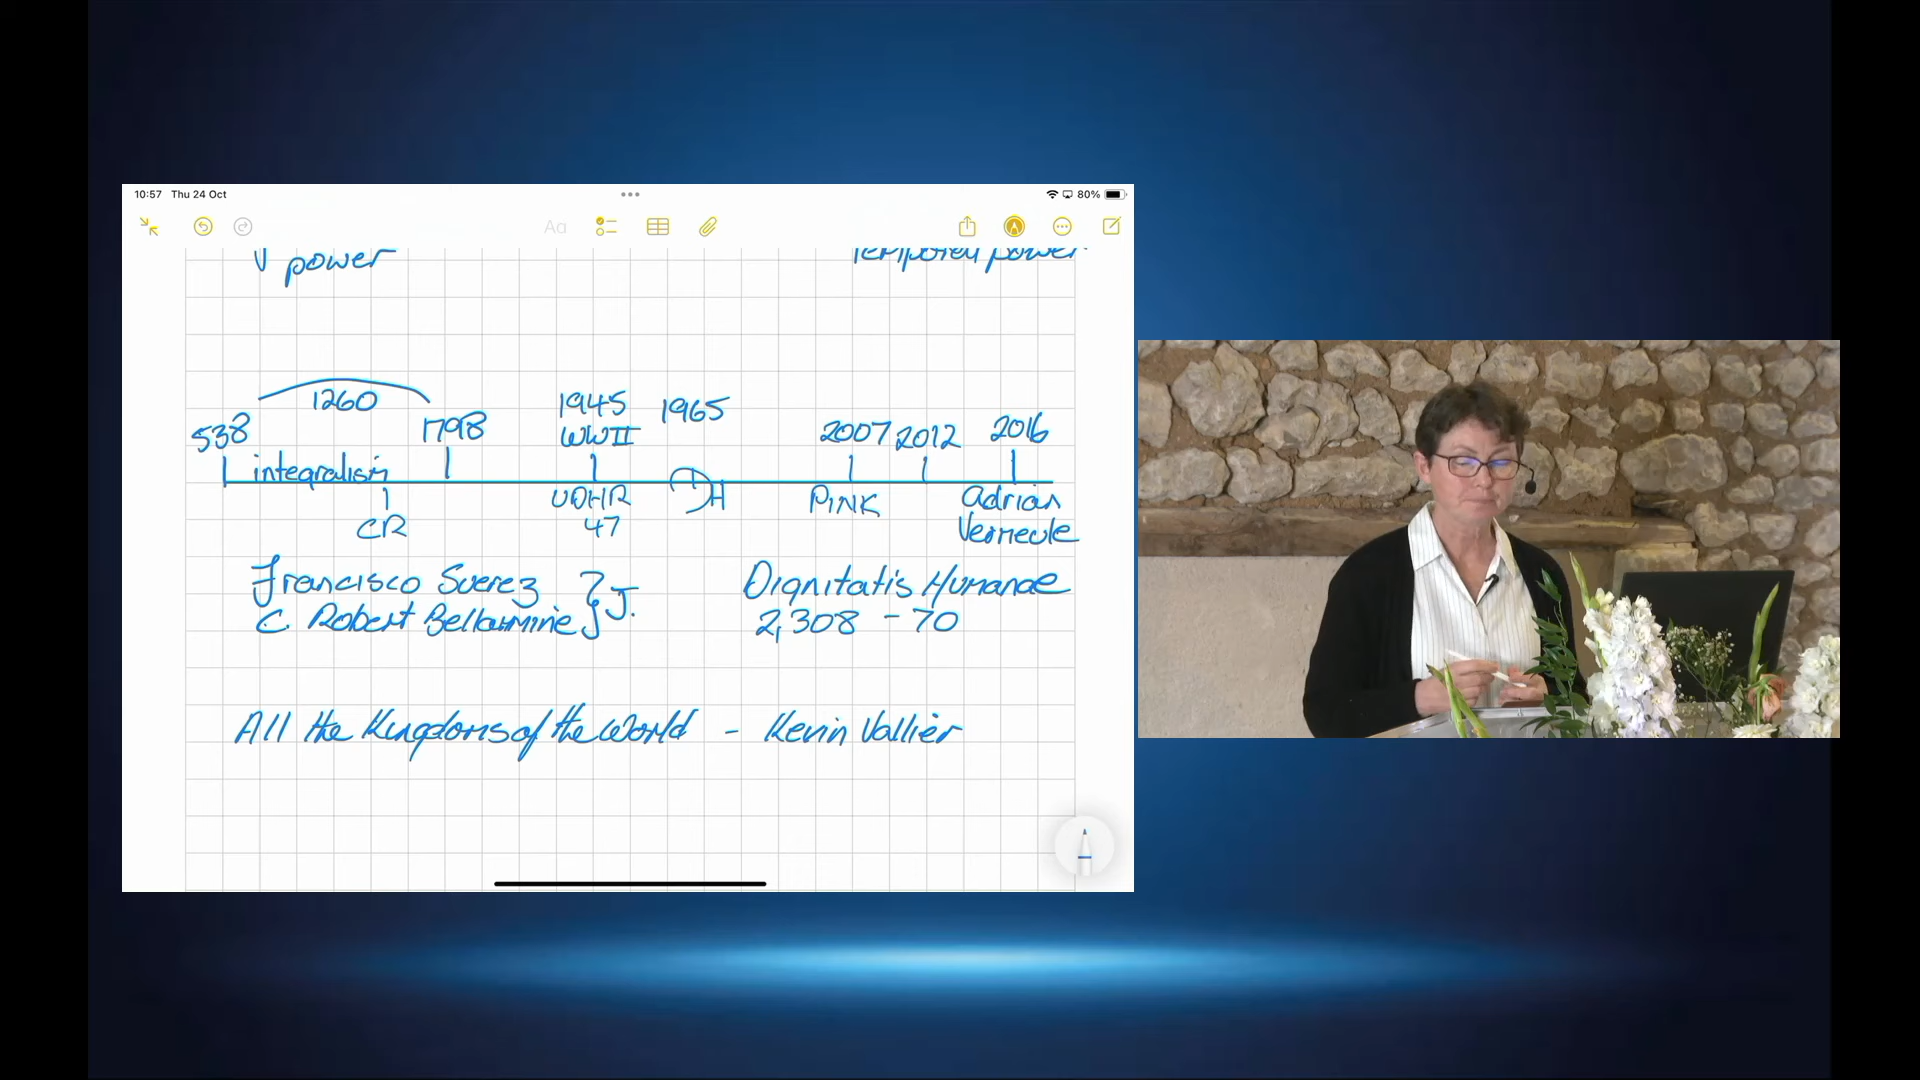 10:57 Thu 24 Oct
80%
Aa
power
Temporal power
1260
538
1798
1945
WWII
1965
2007 2012 2016
integralism
CR
UDHR
47
DH
PINK
Adrian
Vermeule
Francisco Suerez
C. Robert Bellarmine } J.
Dignitatis Humanae
2,308 - 70
All the Kingdoms of the World - Kevin Vallier